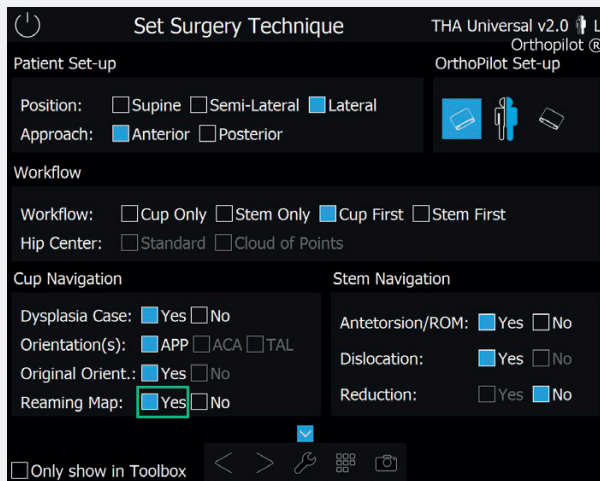 Set Surgery Technique
THA Universal v2.0 L
Orthopilot ®
Patient Set-up
OrthoPilot Set-up
Position: Supine Semi-Lateral Lateral
Approach: Anterior Posterior
Workflow
Workflow: Cup Only Stem Only Cup First Stem First
Hip Center: Standard Cloud of Points
Cup Navigation
Dysplasia Case: Yes No
Orientation(s): APP ACA TAL
Original Orient.: Yes No
Reaming Map: Yes No
Stem Navigation
Antetorsion/ROM: Yes No
Dislocation: Yes No
Reduction: Yes No
Only show in Toolbox